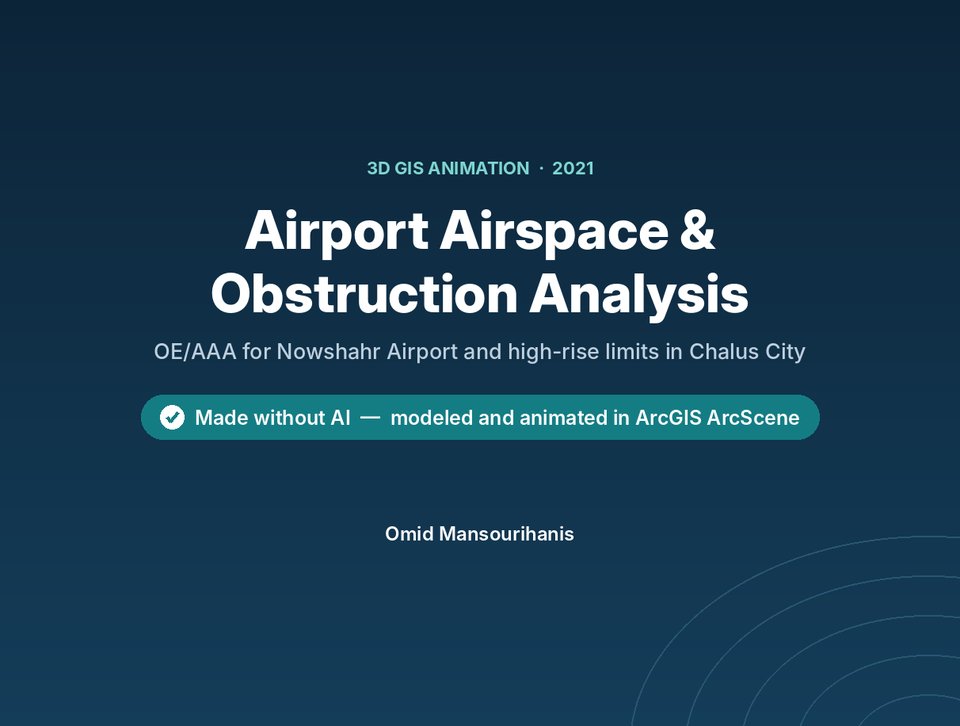 3D GIS ANIMATION · 2021
Airport Airspace &
Obstruction Analysis
OE/AAA for Nowshahr Airport and high-rise limits in Chalus City
Made without AI — modeled and animated in ArcGIS ArcScene
Omid Mansourihanis